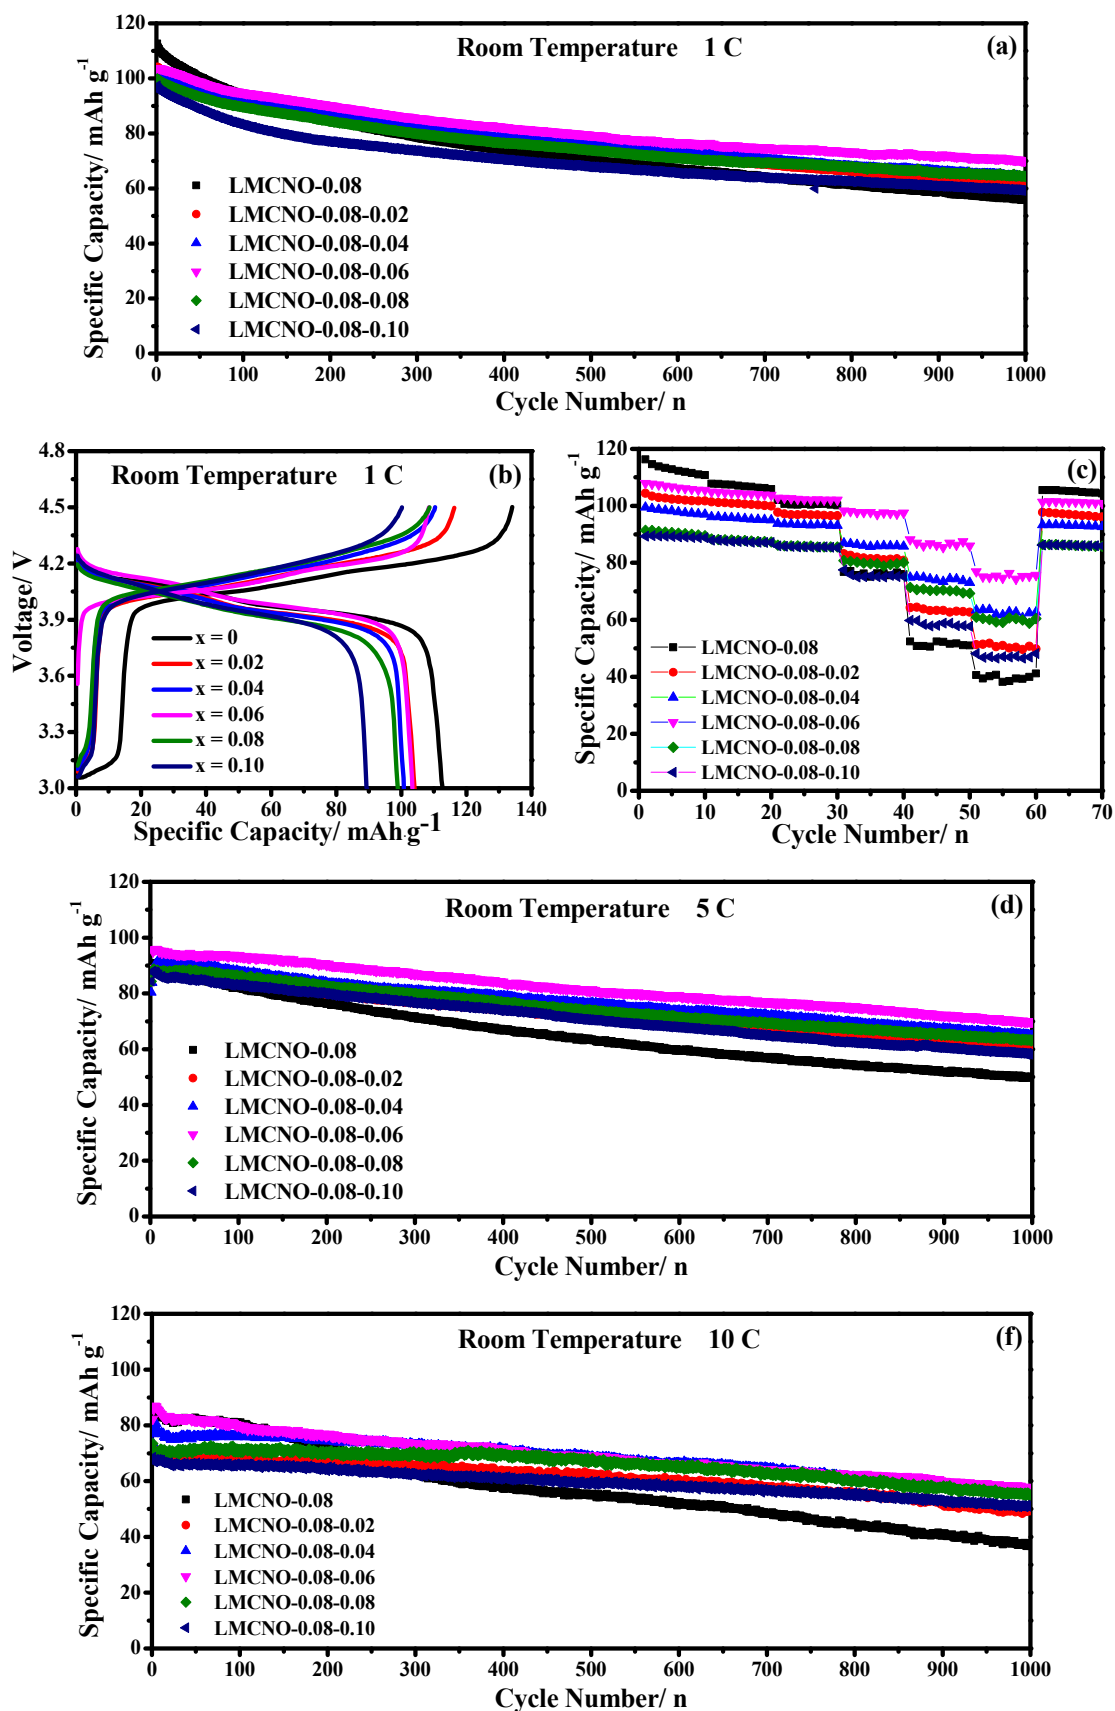 Room Temperature 1 C
(a)
Specific Capacity/ mAh g-1
120
100
80
60
40
20
0
LMCNO-0.08
LMCNO-0.08-0.02
LMCNO-0.08-0.04
LMCNO-0.08-0.06
LMCNO-0.08-0.08
LMCNO-0.08-0.10
0 100 200 300 400 500 600 700 800 900 1000
Cycle Number/ n
Room Temperature 1 C
(b)
Voltage/ V
4.8
4.5
4.2
3.9
3.6
3.3
3.0
x = 0
x = 0.02
x = 0.04
x = 0.06
x = 0.08
x = 0.10
0 20 40 60 80 100 120 140
Specific Capacity/ mAh·g-1
(c)
Specific Capacity/ mAh g-1
120
100
80
60
40
20
0
LMCNO-0.08
LMCNO-0.08-0.02
LMCNO-0.08-0.04
LMCNO-0.08-0.06
LMCNO-0.08-0.08
LMCNO-0.08-0.10
0 10 20 30 40 50 60 70
Cycle Number/ n
Room Temperature 5 C
(d)
Specific Capacity/ mAh g-1
120
100
80
60
40
20
0
LMCNO-0.08
LMCNO-0.08-0.02
LMCNO-0.08-0.04
LMCNO-0.08-0.06
LMCNO-0.08-0.08
LMCNO-0.08-0.10
0 100 200 300 400 500 600 700 800 900 1000
Cycle Number/ n
Room Temperature 10 C
(f)
Specific Capacity/ mAh g-1
120
100
80
60
40
20
0
LMCNO-0.08
LMCNO-0.08-0.02
LMCNO-0.08-0.04
LMCNO-0.08-0.06
LMCNO-0.08-0.08
LMCNO-0.08-0.10
0 100 200 300 400 500 600 700 800 900 1000
Cycle Number/ n